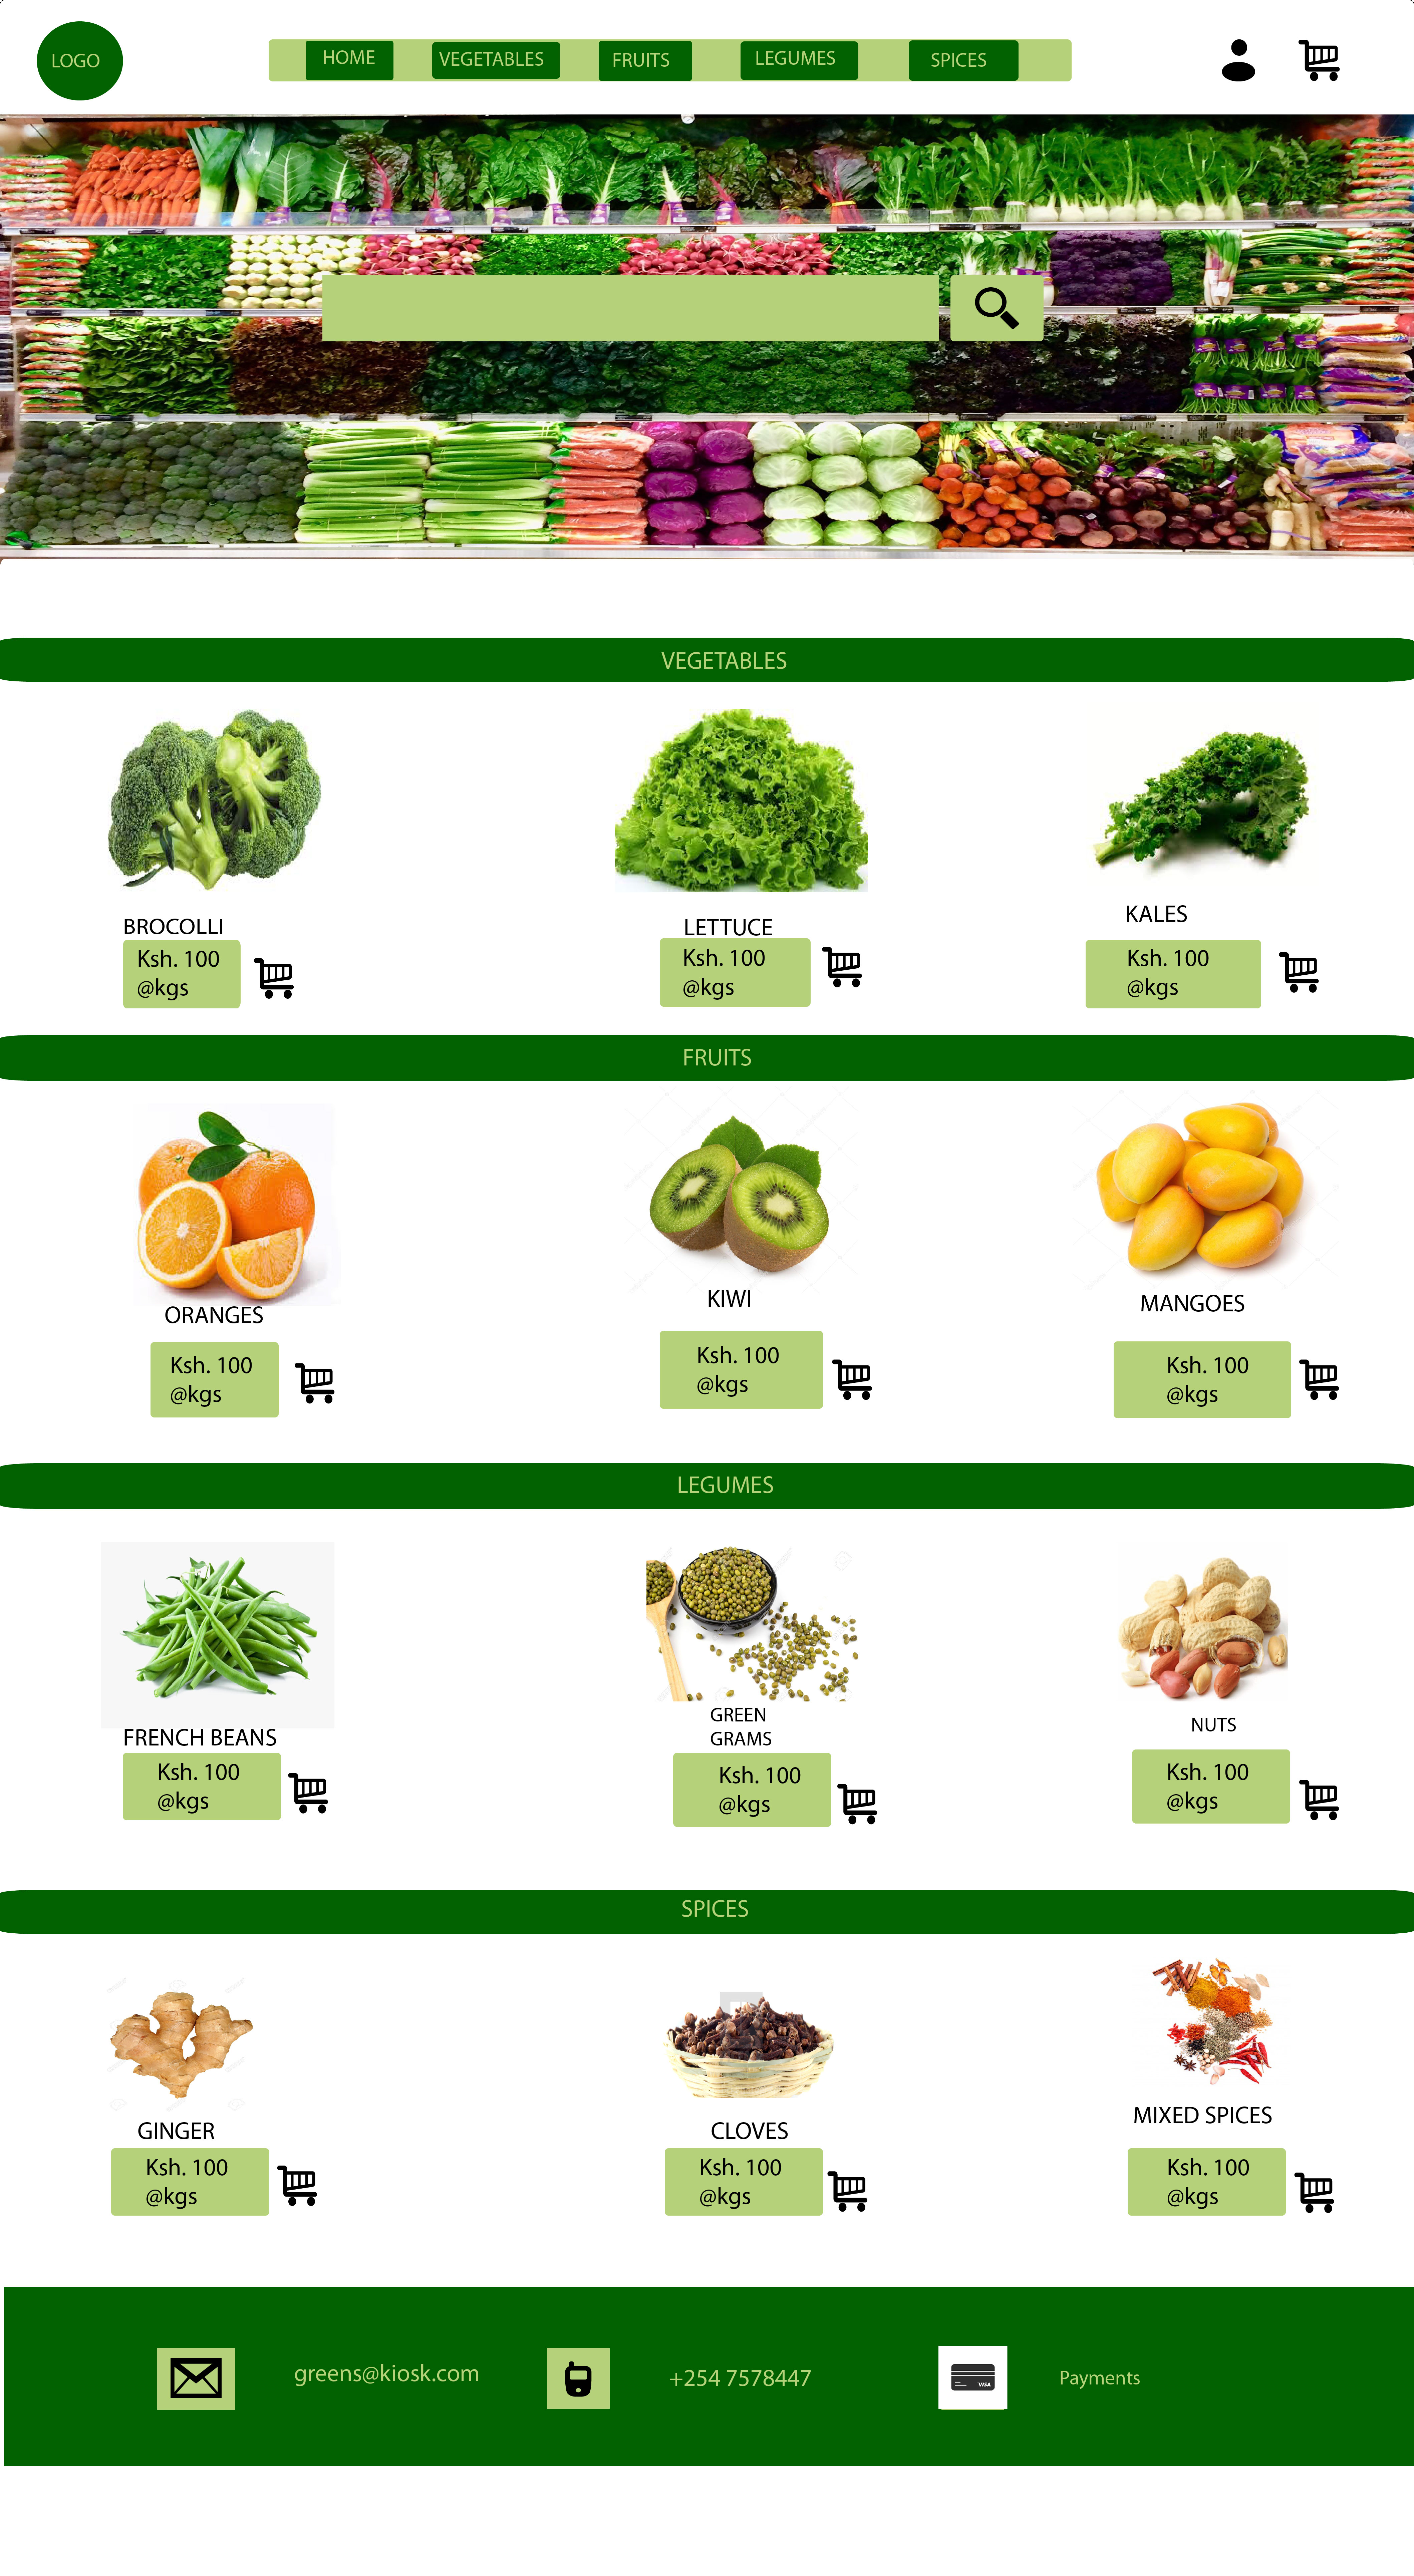 LOGO
HOME
VEGETABLES
FRUITS
LEGUMES
SPICES
VEGETABLES
BROCOLLI
LETTUCE
KALES
Ksh. 100
@kgs
Ksh. 100
@kgs
Ksh. 100
@kgs
FRUITS
ORANGES
KIWI
MANGOES
Ksh. 100
@kgs
Ksh. 100
@kgs
Ksh. 100
@kgs
LEGUMES
FRENCH BEANS
GREEN
GRAMS
NUTS
Ksh. 100
@kgs
Ksh. 100
@kgs
Ksh. 100
@kgs
SPICES
GINGER
CLOVES
MIXED SPICES
Ksh. 100
@kgs
Ksh. 100
@kgs
Ksh. 100
@kgs
greens@kiosk.com
+254 7578447
VISA
Payments